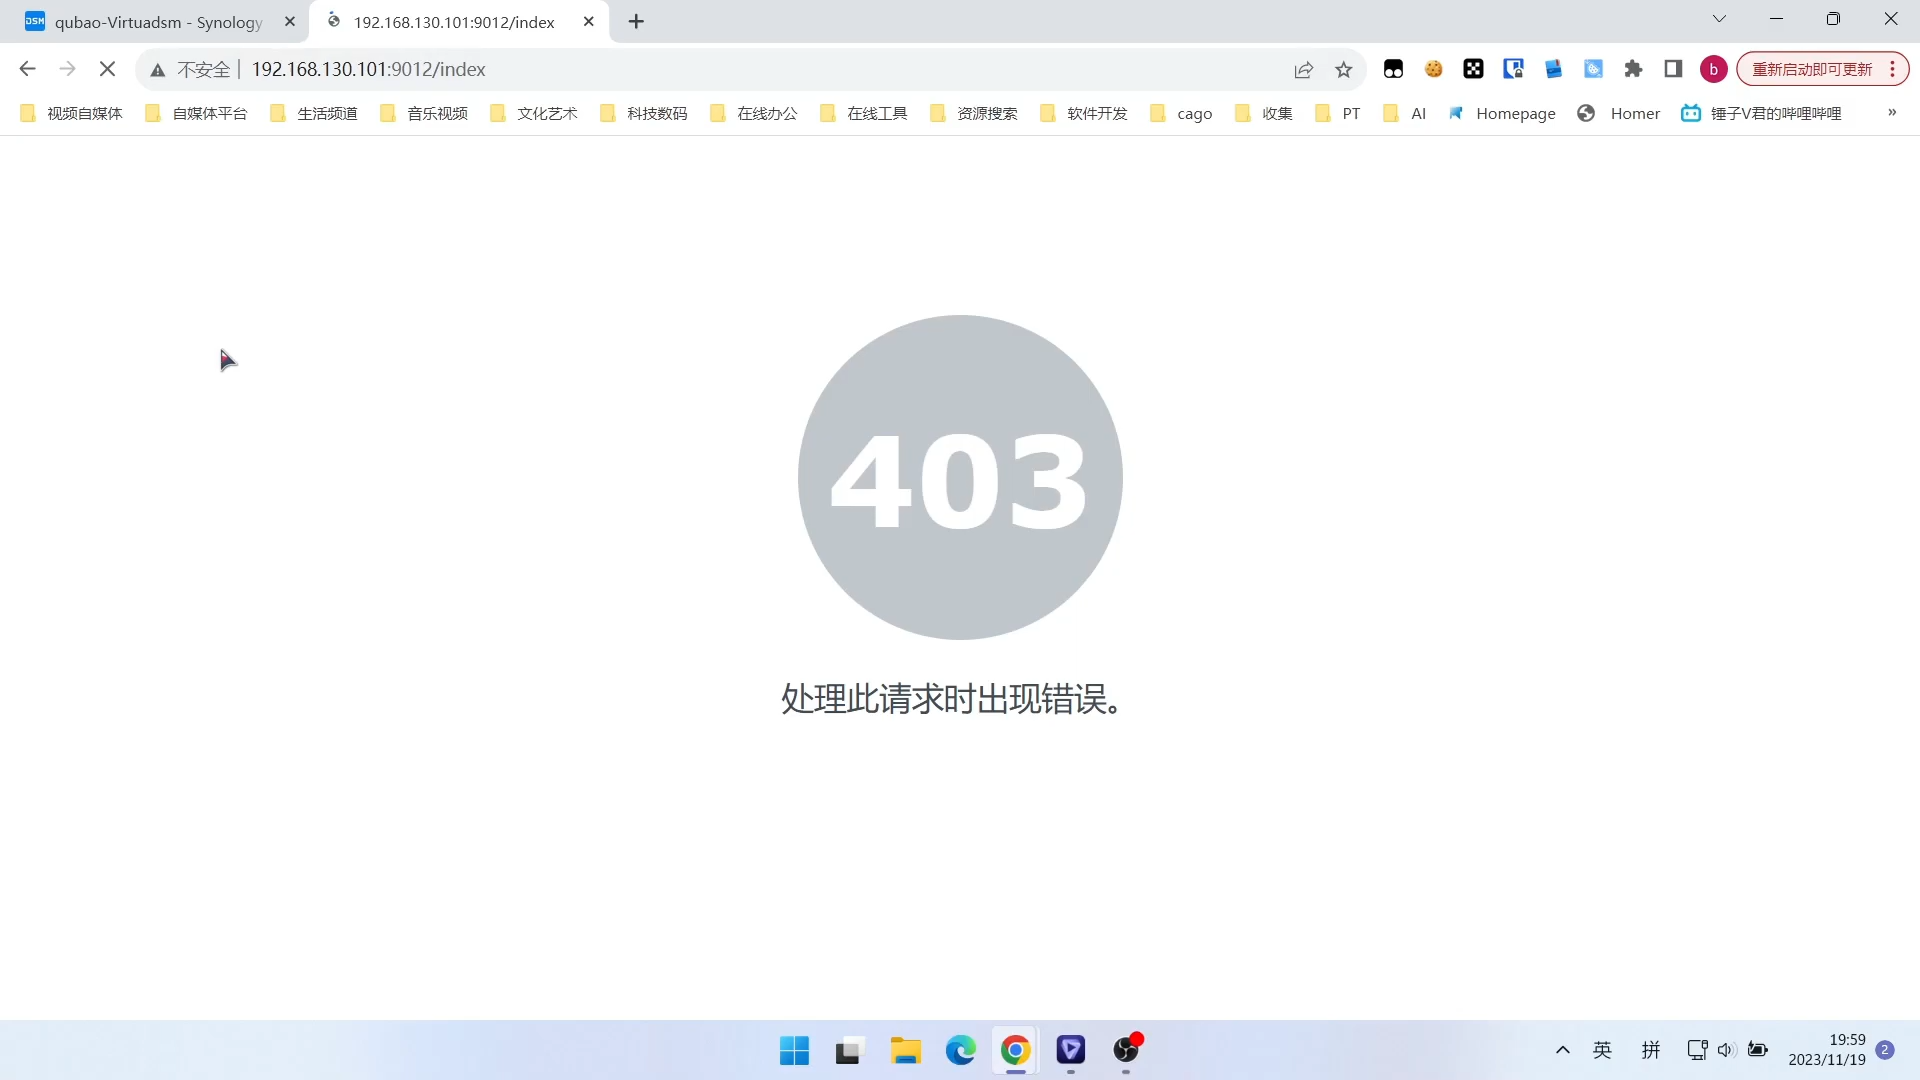 qubao-Virtuadsm - Synology
192.168.130.101:9012/index
不安全
192.168.130.101:9012/index
b
重新启动即可更新
视频自媒体
自媒体平台
生活频道
音乐视频
文化艺术
科技数码
在线办公
在线工具
资源搜索
软件开发
cago
收集
PT
AI
Homepage
Homer
锤子V君的哔哩哔哩
»
403
处理此请求时出现错误。
英
拼
19:59
2023/11/19
2